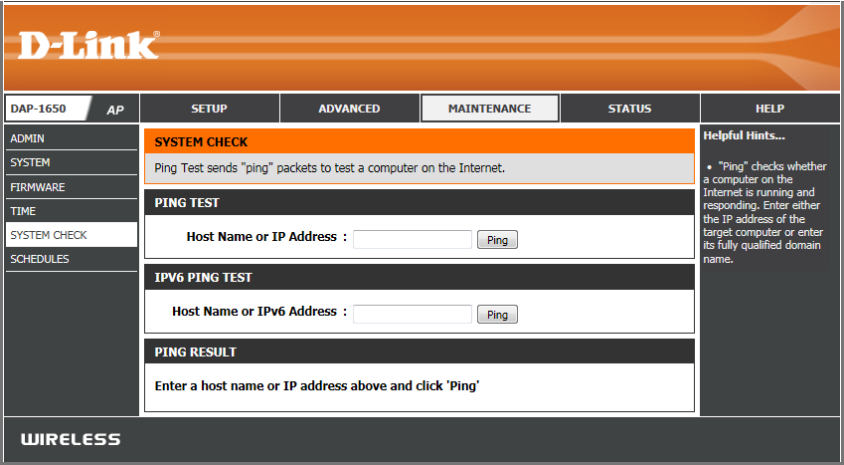 D-Link
DAP-1650 AP SETUP ADVANCED MAINTENANCE STATUS HELP
ADMIN
SYSTEM
FIRMWARE
TIME
SYSTEM CHECK
SCHEDULES
SYSTEM CHECK
Ping Test sends "ping" packets to test a computer on the Internet.
PING TEST
Host Name or IP Address : Ping
IPV6 PING TEST
Host Name or IPv6 Address : Ping
PING RESULT
Enter a host name or IP address above and click 'Ping'
Helpful Hints...
• "Ping" checks whether
a computer on the
Internet is running and
responding. Enter either
the IP address of the
target computer or enter
its fully qualified domain
name.
WIRELESS